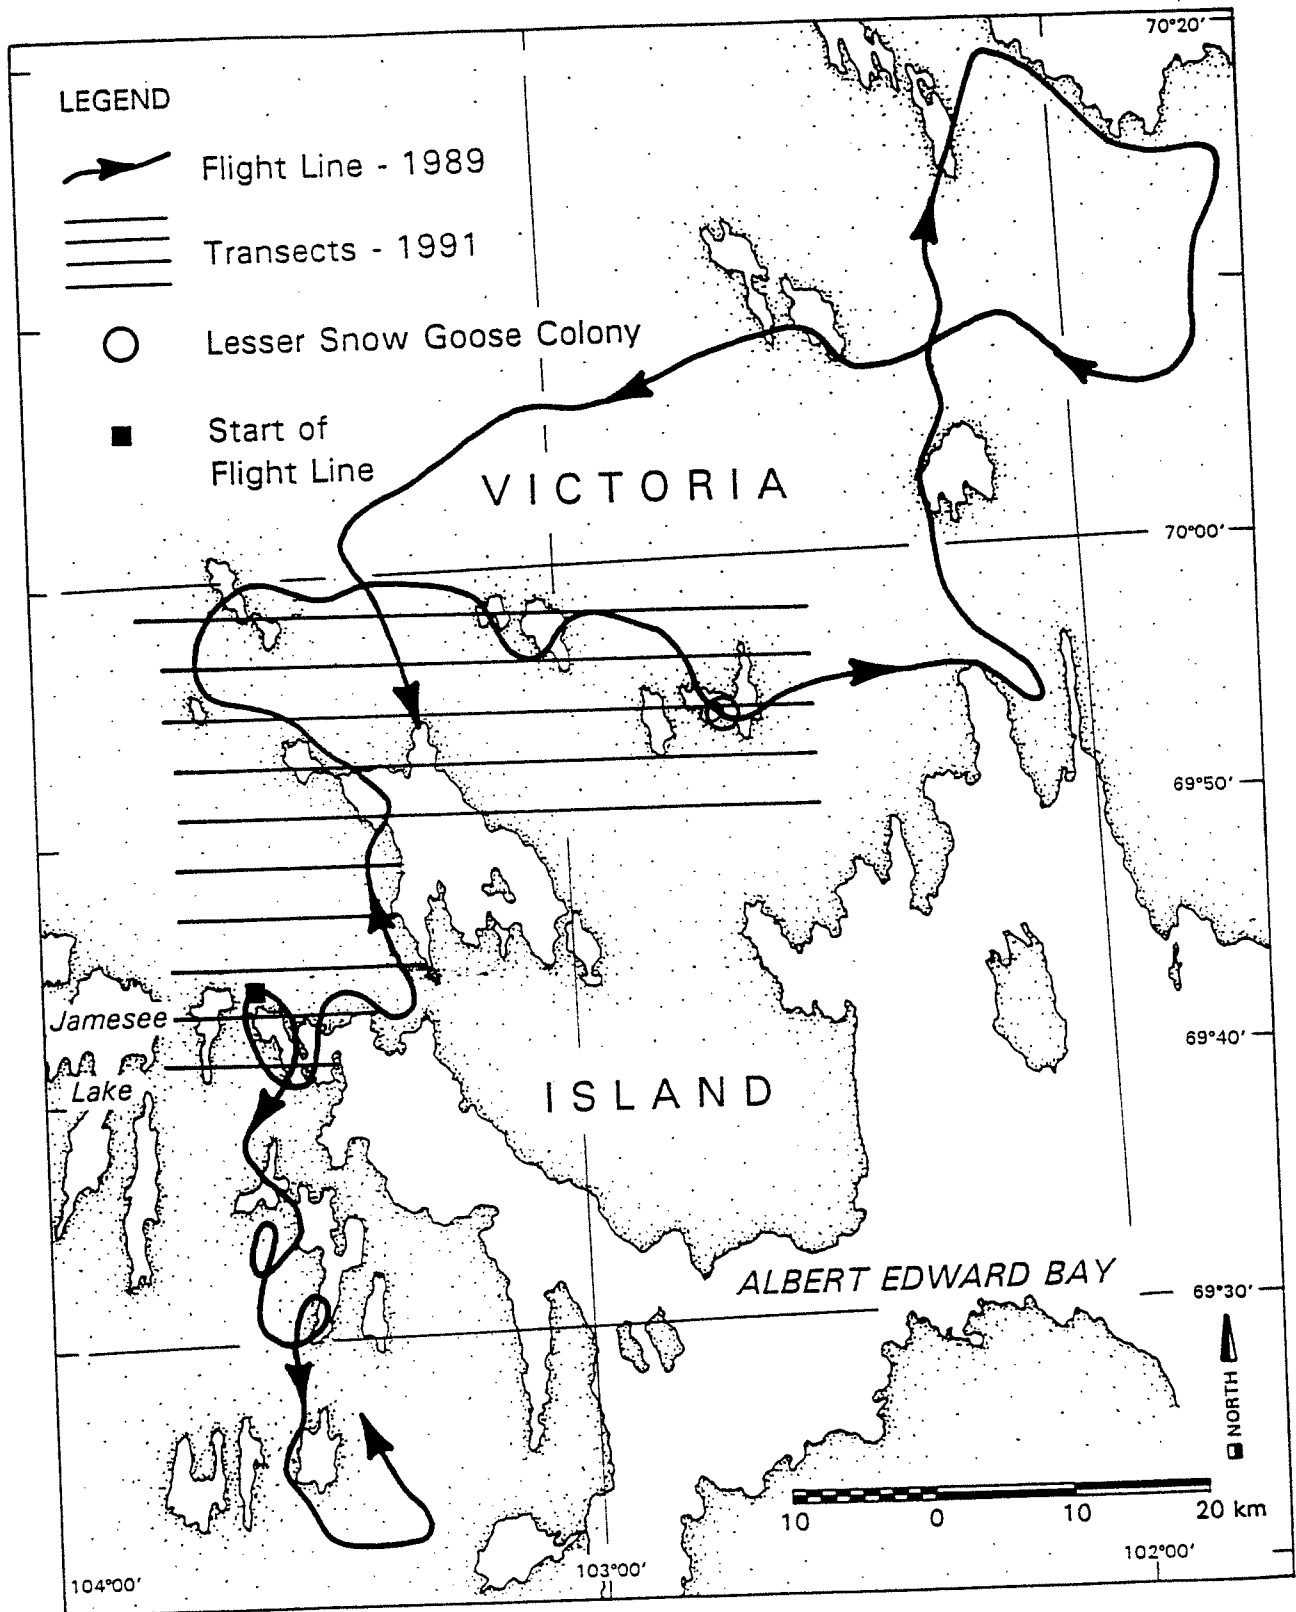 70°20'
LEGEND
Flight Line - 1989
Transects - 1991
Lesser Snow Goose Colony
Start of
Flight Line
VICTORIA
70°00'
69°50'
Jamesee
Lake
69°40'
ISLAND
ALBERT EDWARD BAY
69°30'
NORTH
10 0 10 20 km
104°00'
103°00'
102°00'